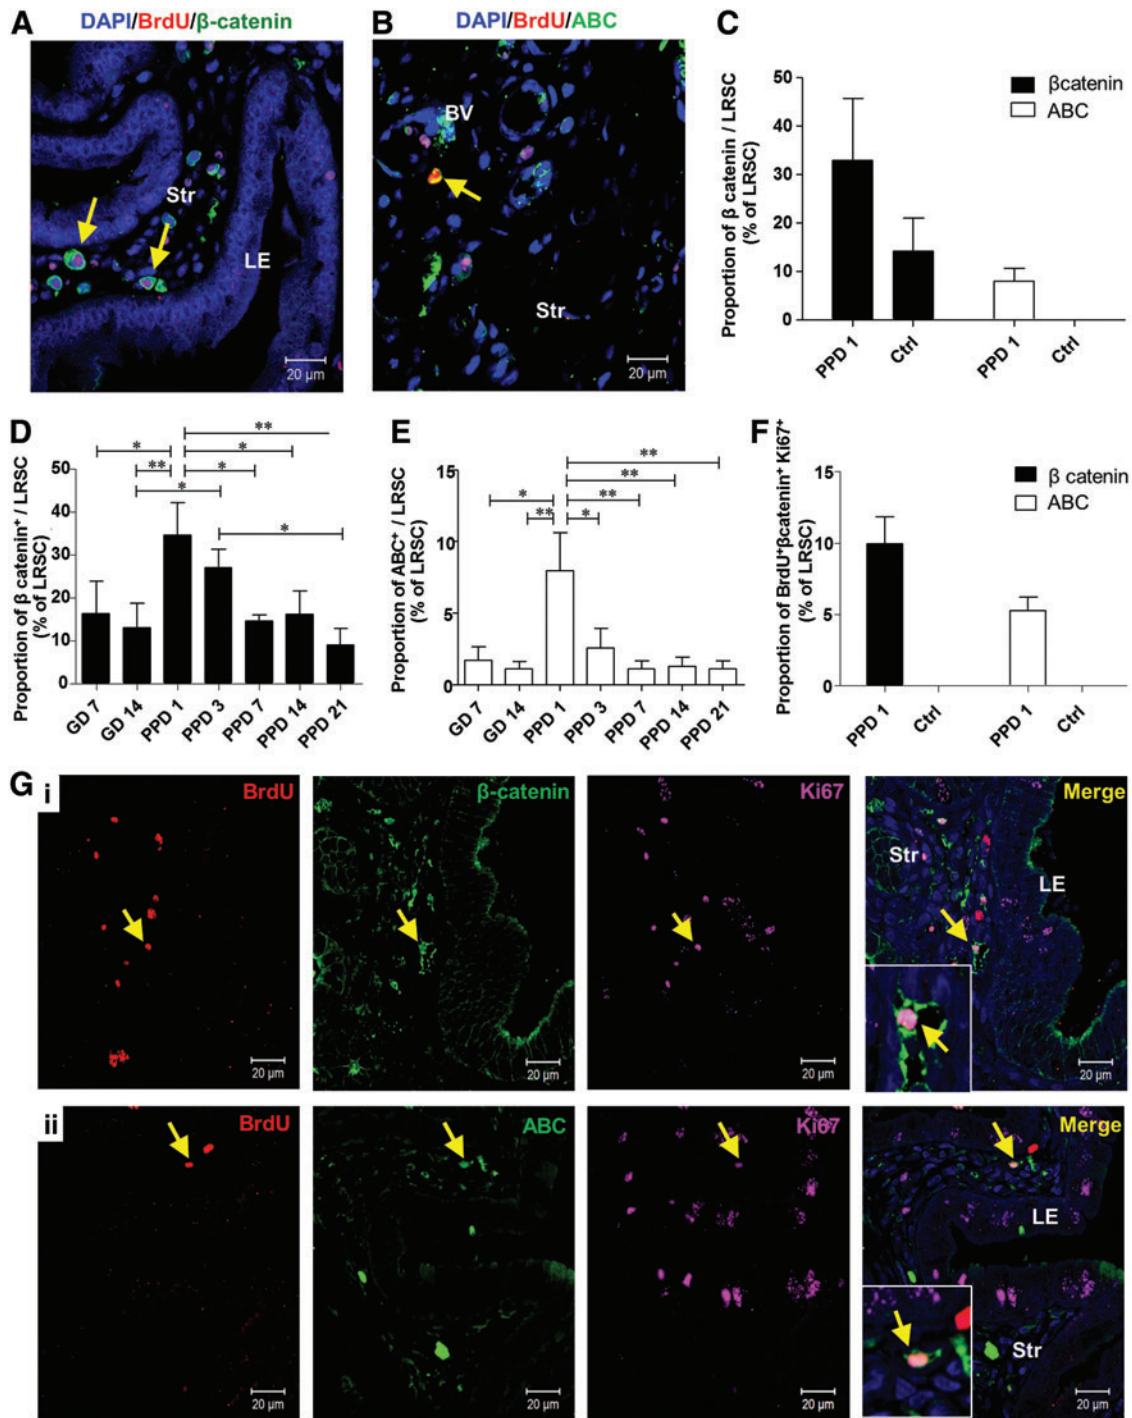 A
DAPI/BrdU/β-catenin
Str
LE
20 µm
B
DAPI/BrdU/ABC
BV
Str
20 µm
C
Proportion of β catenin / LRSC
(% of LRSC)
50
40
30
20
10
0
PPD 1
Ctrl
PPD 1
Ctrl
βcatenin
ABC
D
Proportion of β catenin⁺ / LRSC
(% of LRSC)
50
40
30
20
10
0
**
* *
** *
*
*
GD 7
GD 14
PPD 1
PPD 3
PPD 7
PPD 14
PPD 21
E
Proportion of ABC⁺ / LRSC
(% of LRSC)
15
10
5
0
**
**
* **
** *
GD 7
GD 14
PPD 1
PPD 3
PPD 7
PPD 14
PPD 21
F
Proportion of BrdU⁺βcatenin⁺ Ki67⁺
(% of LRSC)
15
10
5
0
PPD 1
Ctrl
PPD 1
Ctrl
β catenin
ABC
G
i
BrdU
20 µm
β-catenin
20 µm
Ki67
20 µm
Merge
Str
LE
20 µm
ii
BrdU
20 µm
ABC
20 µm
Ki67
20 µm
Merge
LE
Str
20 µm